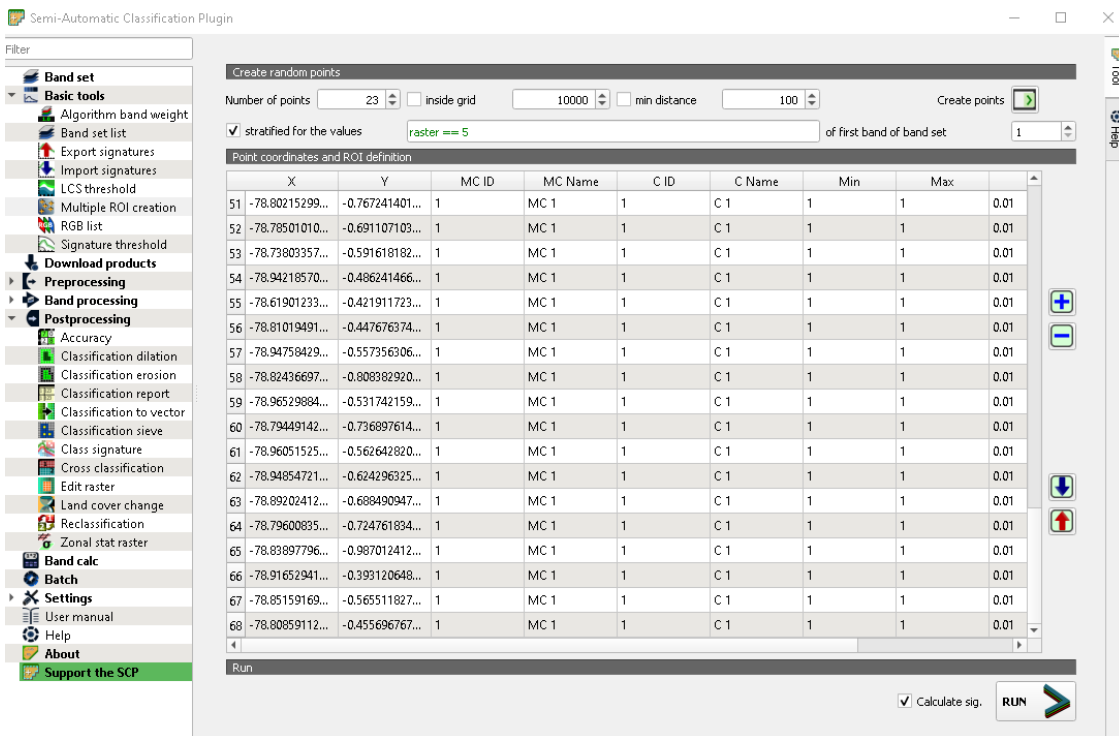 Semi-Automatic Classification Plugin
Filter
Band set
Basic tools
Algorithm band weight
Band set list
Export signatures
Import signatures
LCS threshold
Multiple ROI creation
RGB list
Signature threshold
Download products
Preprocessing
Band processing
Postprocessing
Accuracy
Classification dilation
Classification erosion
Classification report
Classification to vector
Classification sieve
Class signature
Cross classification
Edit raster
Land cover change
Reclassification
Zonal stat raster
Band calc
Batch
Settings
User manual
Help
About
Support the SCP
Create random points
Number of points 23 inside grid 10000 min distance 100 Create points
stratified for the values raster == 5 of first band of band set 1
Point coordinates and ROI definition
X Y MC ID MC Name C ID C Name Min Max
51 -78.80215299... -0.767241401... 1 MC 1 1 C 1 1 1 0.01
52 -78.78501010... -0.691107103... 1 MC 1 1 C 1 1 1 0.01
53 -78.73803357... -0.591618182... 1 MC 1 1 C 1 1 1 0.01
54 -78.94218570... -0.486241466... 1 MC 1 1 C 1 1 1 0.01
55 -78.61901233... -0.421911723... 1 MC 1 1 C 1 1 1 0.01
56 -78.81019491... -0.447676374... 1 MC 1 1 C 1 1 1 0.01
57 -78.94758429... -0.557356306... 1 MC 1 1 C 1 1 1 0.01
58 -78.82436697... -0.808382920... 1 MC 1 1 C 1 1 1 0.01
59 -78.96529884... -0.531742159... 1 MC 1 1 C 1 1 1 0.01
60 -78.79449142... -0.736897614... 1 MC 1 1 C 1 1 1 0.01
61 -78.96051525... -0.562642820... 1 MC 1 1 C 1 1 1 0.01
62 -78.94854721... -0.624296325... 1 MC 1 1 C 1 1 1 0.01
63 -78.89202412... -0.688490947... 1 MC 1 1 C 1 1 1 0.01
64 -78.79600835... -0.724761834... 1 MC 1 1 C 1 1 1 0.01
65 -78.83897796... -0.987012412... 1 MC 1 1 C 1 1 1 0.01
66 -78.91652941... -0.393120648... 1 MC 1 1 C 1 1 1 0.01
67 -78.85159169... -0.565511827... 1 MC 1 1 C 1 1 1 0.01
68 -78.80859112... -0.455696767... 1 MC 1 1 C 1 1 1 0.01
Run
Calculate sig. RUN
Tool
Help